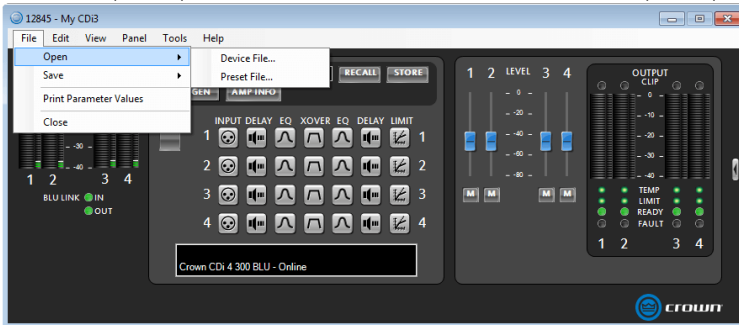 12845 - My CDi3
File Edit View Panel Tools Help
Open
Save
Print Parameter Values
Close
Device File...
Preset File...
RECALL STORE
GEN AMP INFO
INPUT DELAY EQ XOVER EQ DELAY LIMIT
1 1
2 2
3 3
4 4
Crown CDi 4 300 BLU - Online
-30
-40
1 2 3 4
BLU LINK IN
OUT
1 2 LEVEL 3 4
- 0 -
- -20 -
- -40 -
- -60 -
- -80 -
M M M M
OUTPUT
CLIP
- 0 -
- -10 -
- -20 -
- -30 -
- -40 -
TEMP
LIMIT
READY
FAULT
1 2 3 4
crown